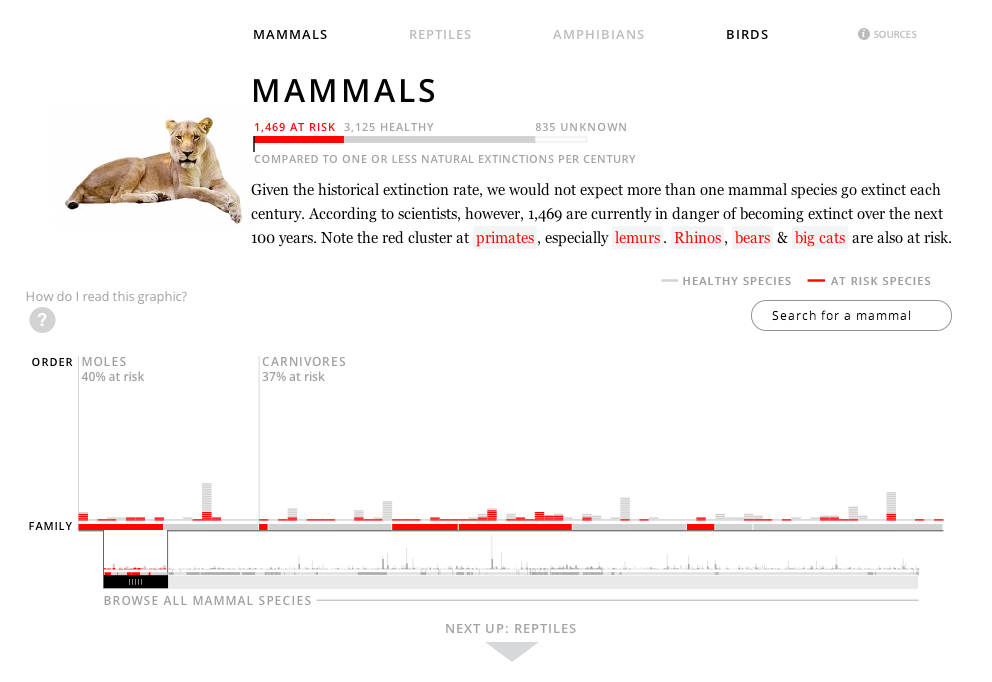 MAMMALS REPTILES AMPHIBIANS BIRDS i SOURCES
MAMMALS
1,469 AT RISK 3,125 HEALTHY 835 UNKNOWN
COMPARED TO ONE OR LESS NATURAL EXTINCTIONS PER CENTURY
Given the historical extinction rate, we would not expect more than one mammal species go extinct each
century. According to scientists, however, 1,469 are currently in danger of becoming extinct over the next
100 years. Note the red cluster at primates, especially lemurs. Rhinos, bears & big cats are also at risk.
HEALTHY SPECIES AT RISK SPECIES
How do I read this graphic?
?
Search for a mammal
ORDER MOLES CARNIVORES
40% at risk 37% at risk
FAMILY
BROWSE ALL MAMMAL SPECIES
NEXT UP: REPTILES